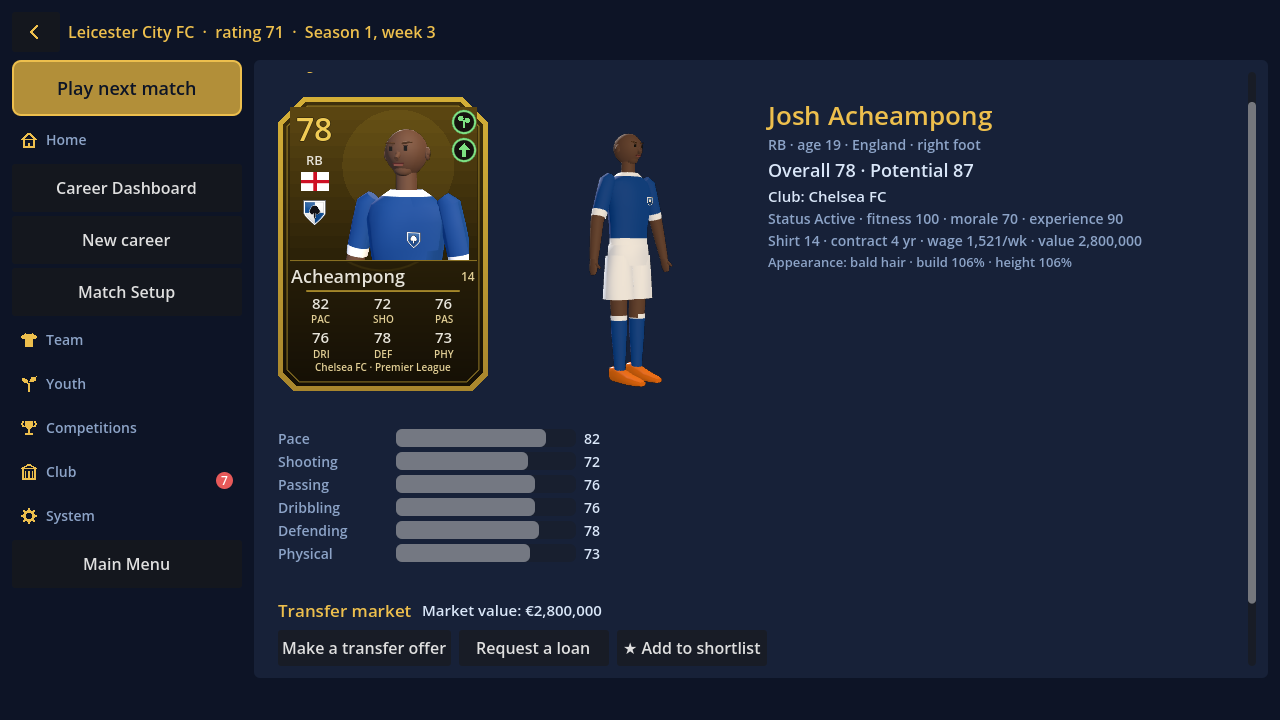 Leicester City FC · rating 71 · Season 1, week 3
Play next match
Home
Career Dashboard
New career
Match Setup
Team
Youth
Competitions
Club
7
System
Main Menu
78
RB
Acheampong 14
82 72 76
PAC SHO PAS
76 78 73
DRI DEF PHY
Chelsea FC · Premier League
Josh Acheampong
RB · age 19 · England · right foot
Overall 78 · Potential 87
Club: Chelsea FC
Status Active · fitness 100 · morale 70 · experience 90
Shirt 14 · contract 4 yr · wage 1,521/wk · value 2,800,000
Appearance: bald hair · build 106% · height 106%
Pace 82
Shooting 72
Passing 76
Dribbling 76
Defending 78
Physical 73
Transfer market Market value: €2,800,000
Make a transfer offer
Request a loan
★ Add to shortlist